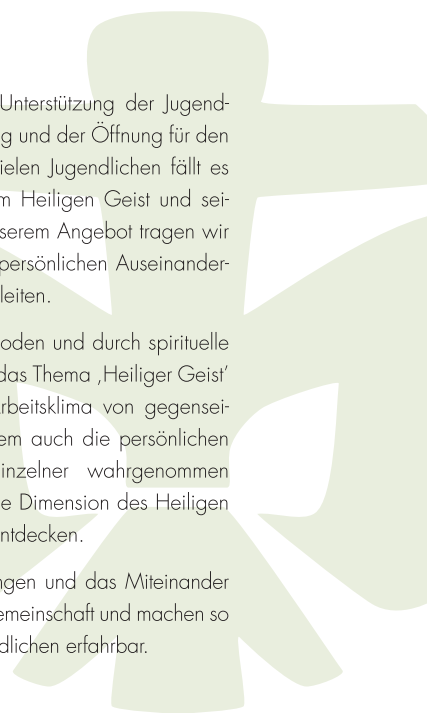 Unterstützung der Jugend-
g und der Öffnung für den
ielen Jugendlichen fällt es
m Heiligen Geist und sei-
serem Angebot tragen wir
persönlichen Auseinander-
leiten.
oden und durch spirituelle
das Thema ‚Heiliger Geist’
rbeitsklima von gegensei-
em auch die persönlichen
inzelner wahrgenommen
e Dimension des Heiligen
ntdecken.
ngen und das Miteinander
emeinschaft und machen so
dlichen erfahrbar.